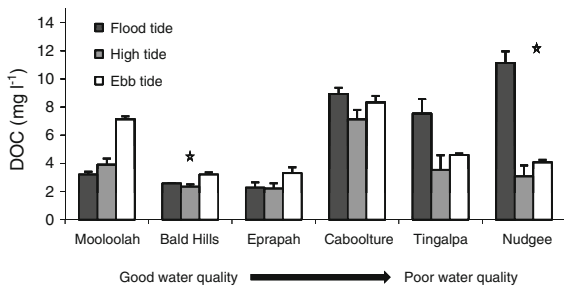 14
12
10
8
6
4
2
0
DOC (mg l⁻¹)
Flood tide
High tide
Ebb tide
Mooloolah Bald Hills Eprapah Caboolture Tingalpa Nudgee
Good water quality Poor water quality